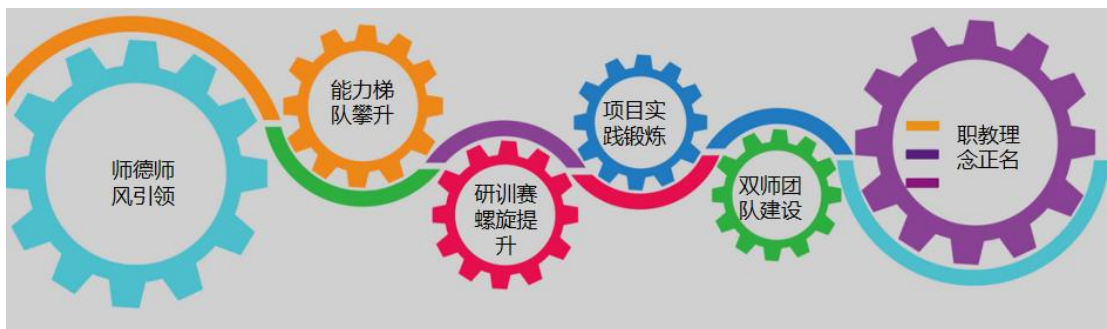 师德师
风引领
能力梯
队攀升
研训赛
螺旋提
升
项目实
践锻炼
双师团
队建设
职教理
念正名